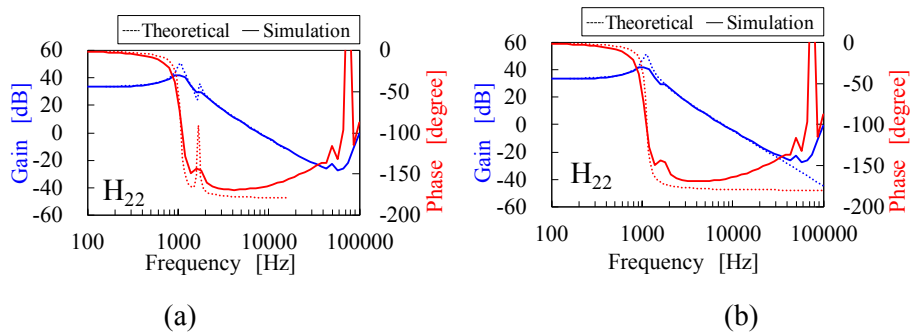 (a)
Theoretical Simulation
Gain [dB]
60
40
20
0
-20
-40
-60
0
-50
-100
-150
-200
Phase [degree]
H22
100 1000 10000 100000
Frequency [Hz]
(a)
(b)
Theoretical Simulation
Gain [dB]
60
40
20
0
-20
-40
-60
0
-50
-100
-150
-200
Phase [degree]
H22
100 1000 10000 100000
Frequency [Hz]
(b)